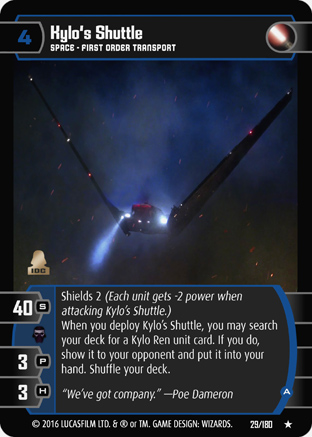 4 Kylo's Shuttle
SPACE - FIRST ORDER TRANSPORT
IDC
40 S
3 P
3 H
Shields 2 (Each unit gets -2 power when
attacking Kylo's Shuttle.)
When you deploy Kylo's Shuttle, you may search
your deck for a Kylo Ren unit card. If you do,
show it to your opponent and put it into your
hand. Shuffle your deck.
“We've got company.” —Poe Dameron
A
© 2016 LUCASFILM LTD. & ® or TM. GAME DESIGN: WIZARDS. 29/180 ★